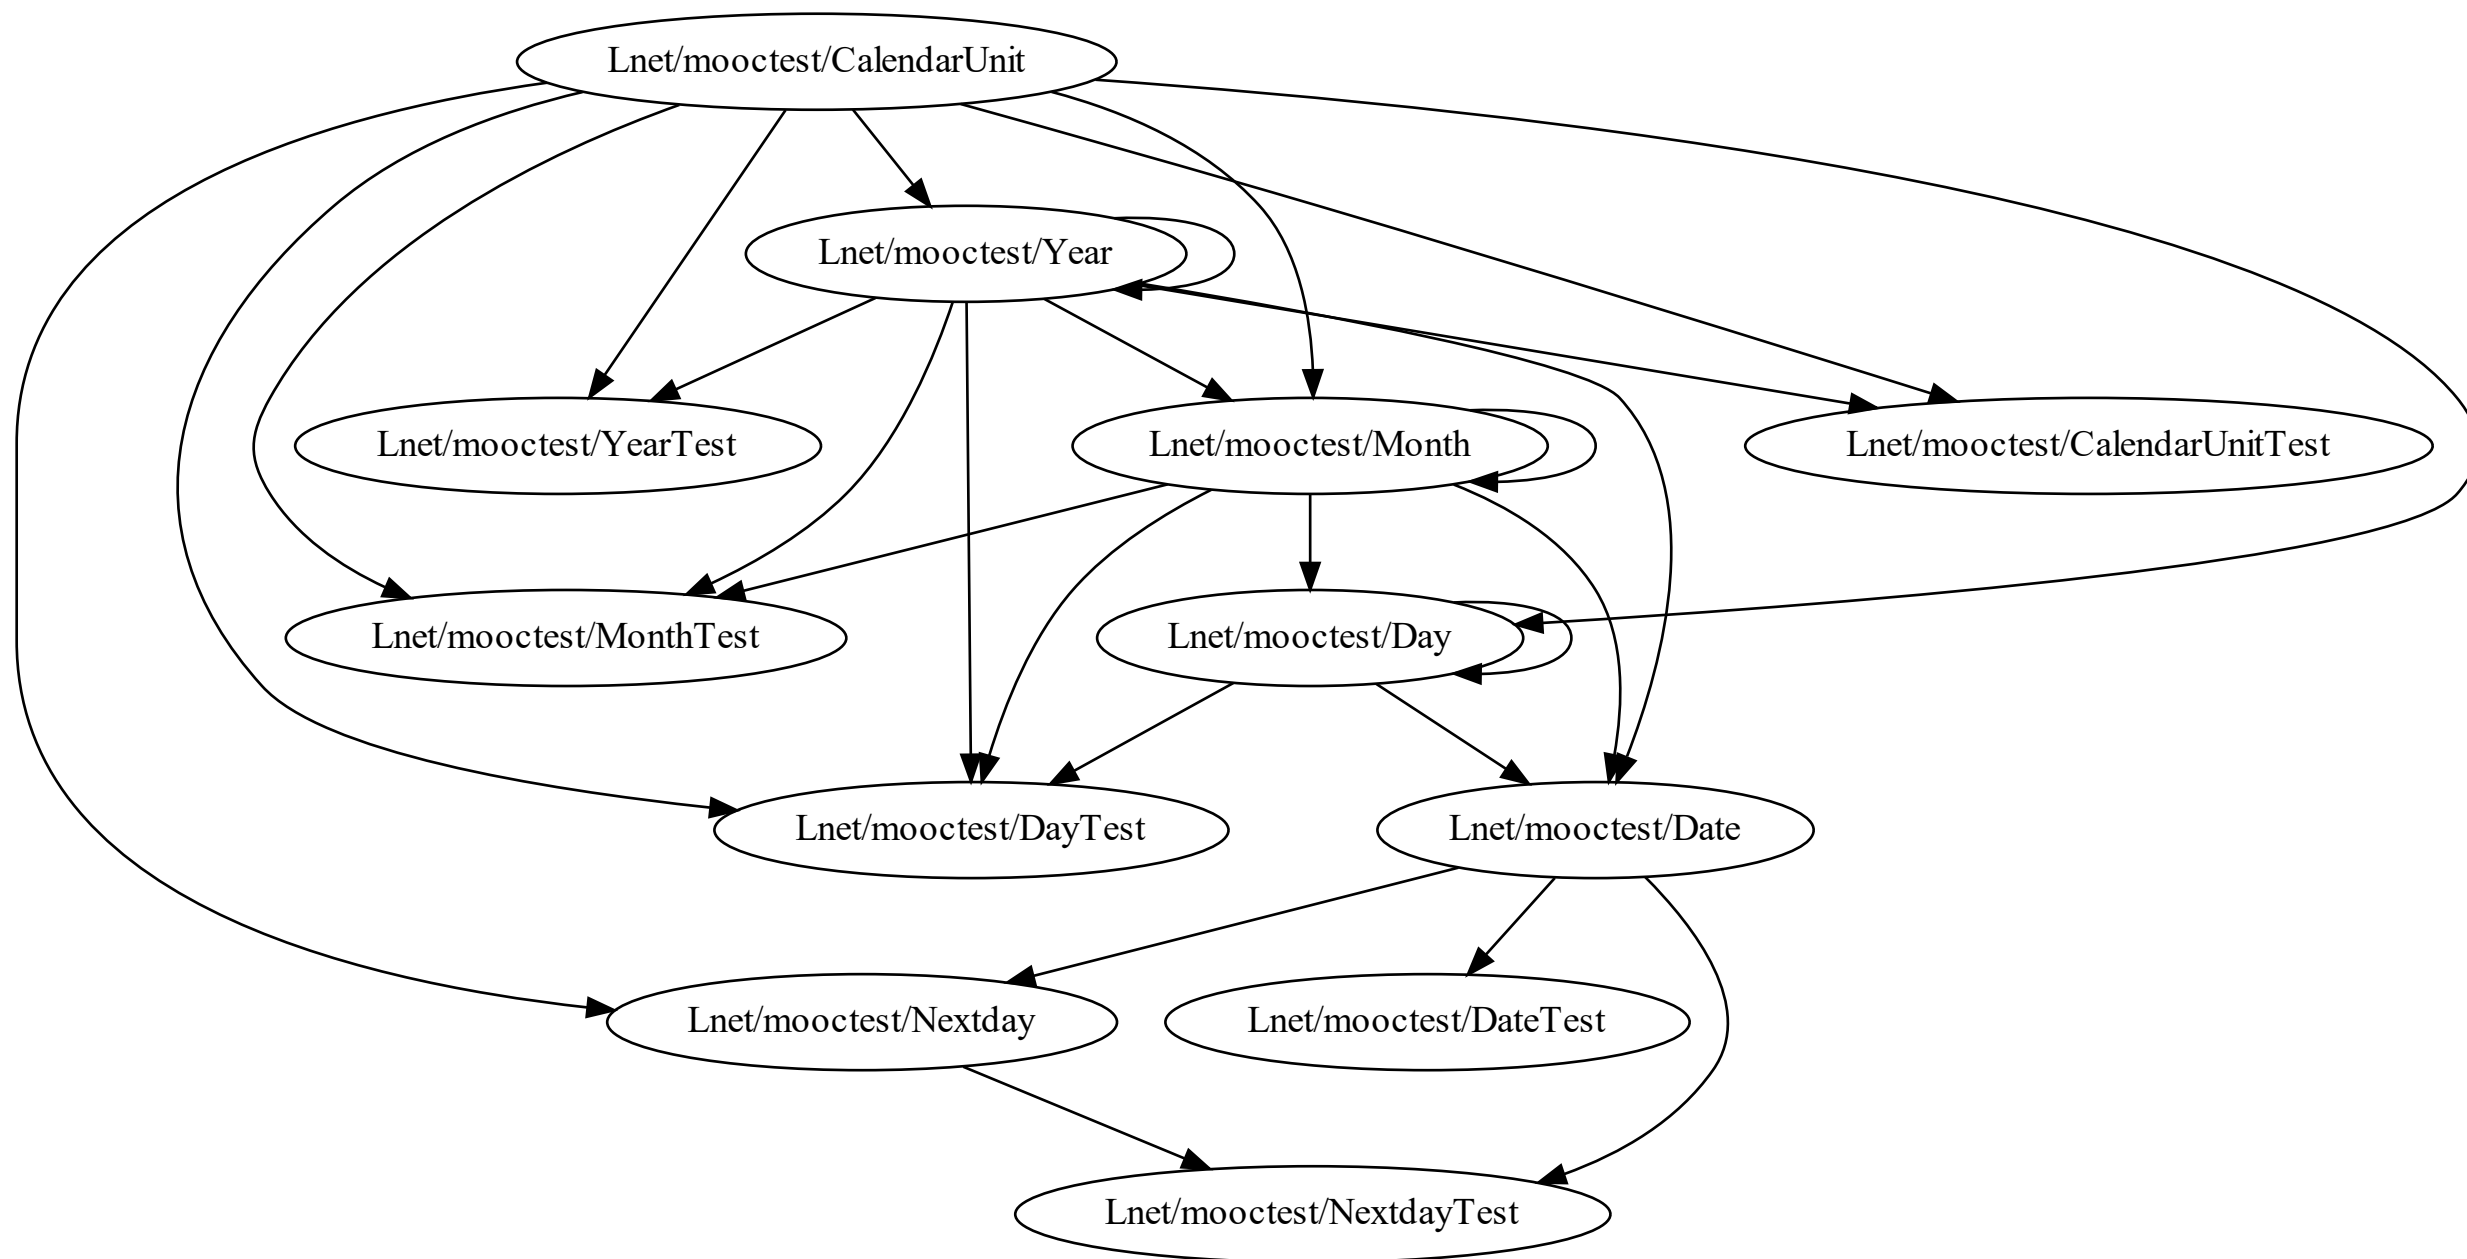 Lnet/mooctest/CalendarUnit
Lnet/mooctest/Year
Lnet/mooctest/YearTest
Lnet/mooctest/Month
Lnet/mooctest/CalendarUnitTest
Lnet/mooctest/MonthTest
Lnet/mooctest/Day
Lnet/mooctest/DayTest
Lnet/mooctest/Date
Lnet/mooctest/Nextday
Lnet/mooctest/DateTest
Lnet/mooctest/NextdayTest